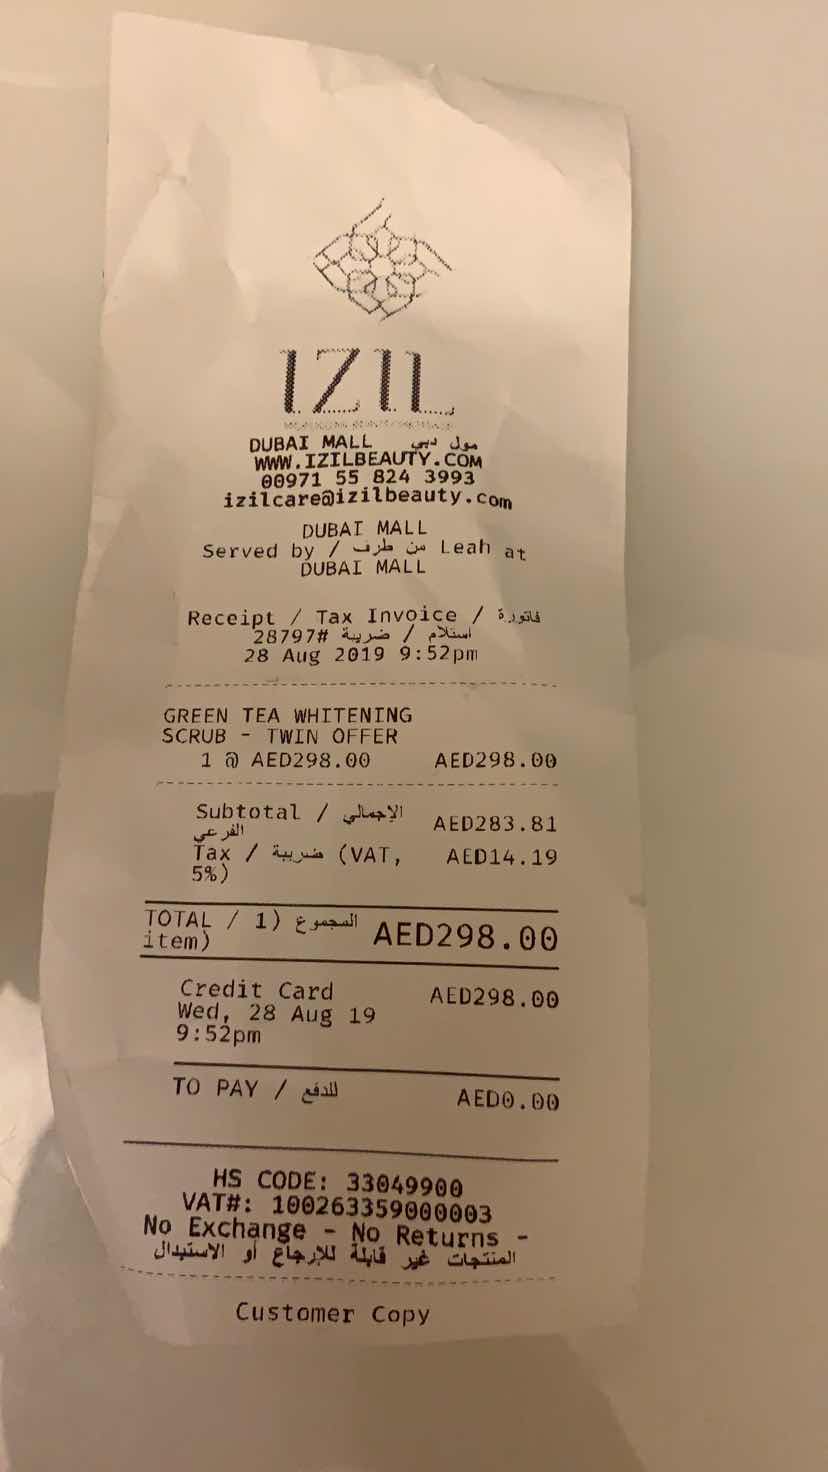 IZIL
DUBAI MALL مول دبي
WWW.IZILBEAUTY.COM
00971 55 824 3993
izilcare@izilbeauty.com
DUBAI MALL
Served by / من طرف Leah at
DUBAI MALL
Receipt / Tax Invoice / فاتورة
استلام / ضريبة #28797
28 Aug 2019 9:52pm
GREEN TEA WHITENING
SCRUB - TWIN OFFER
1 @ AED298.00 AED298.00
Subtotal / الإجمالي AED283.81
الفرعي
Tax / ضريبة (VAT, AED14.19
5%)
TOTAL / المجموع (1 AED298.00
item)
Credit Card AED298.00
Wed, 28 Aug 19
9:52pm
TO PAY / للدفع AED0.00
HS CODE: 33049900
VAT#: 100263359000003
No Exchange - No Returns -
المنتجات غير قابلة للإرجاع أو الاستبدال
Customer Copy